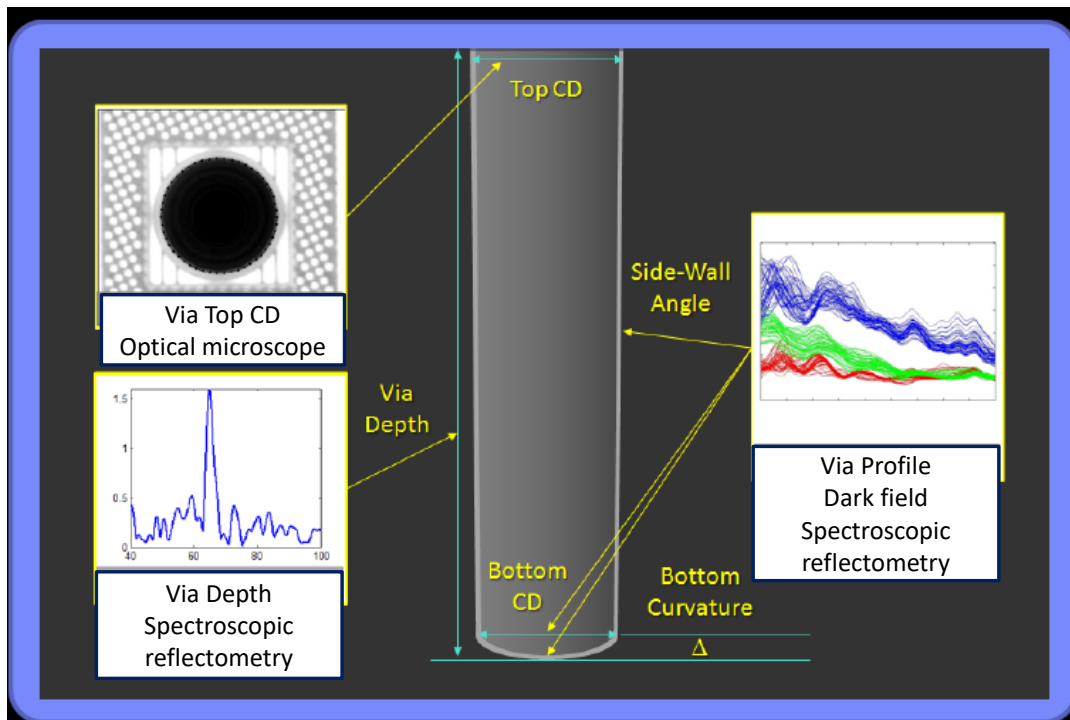 Top CD
Via Top CD
Optical microscope
Side-Wall
Angle
Via
Depth
1.5
1
0.5
0
40
60
80
100
Via Depth
Spectroscopic
reflectometry
Via Profile
Dark field
Spectroscopic
reflectometry
Bottom
CD
Bottom
Curvature
Δ